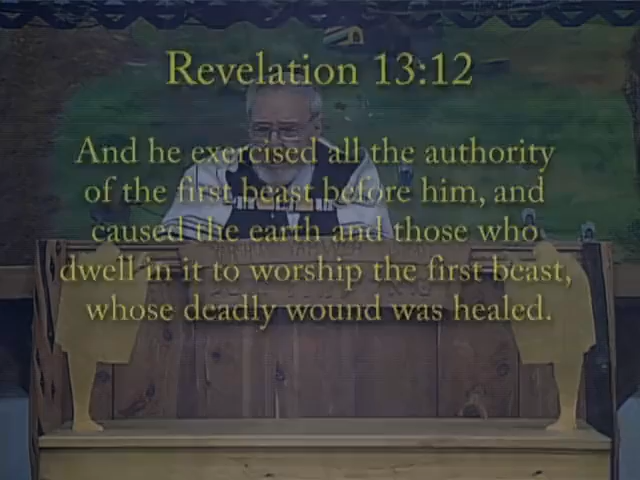 Revelation 13:12
And he exercised all the authority
of the first beast before him, and
caused the earth and those who
dwell in it to worship the first beast,
whose deadly wound was healed.